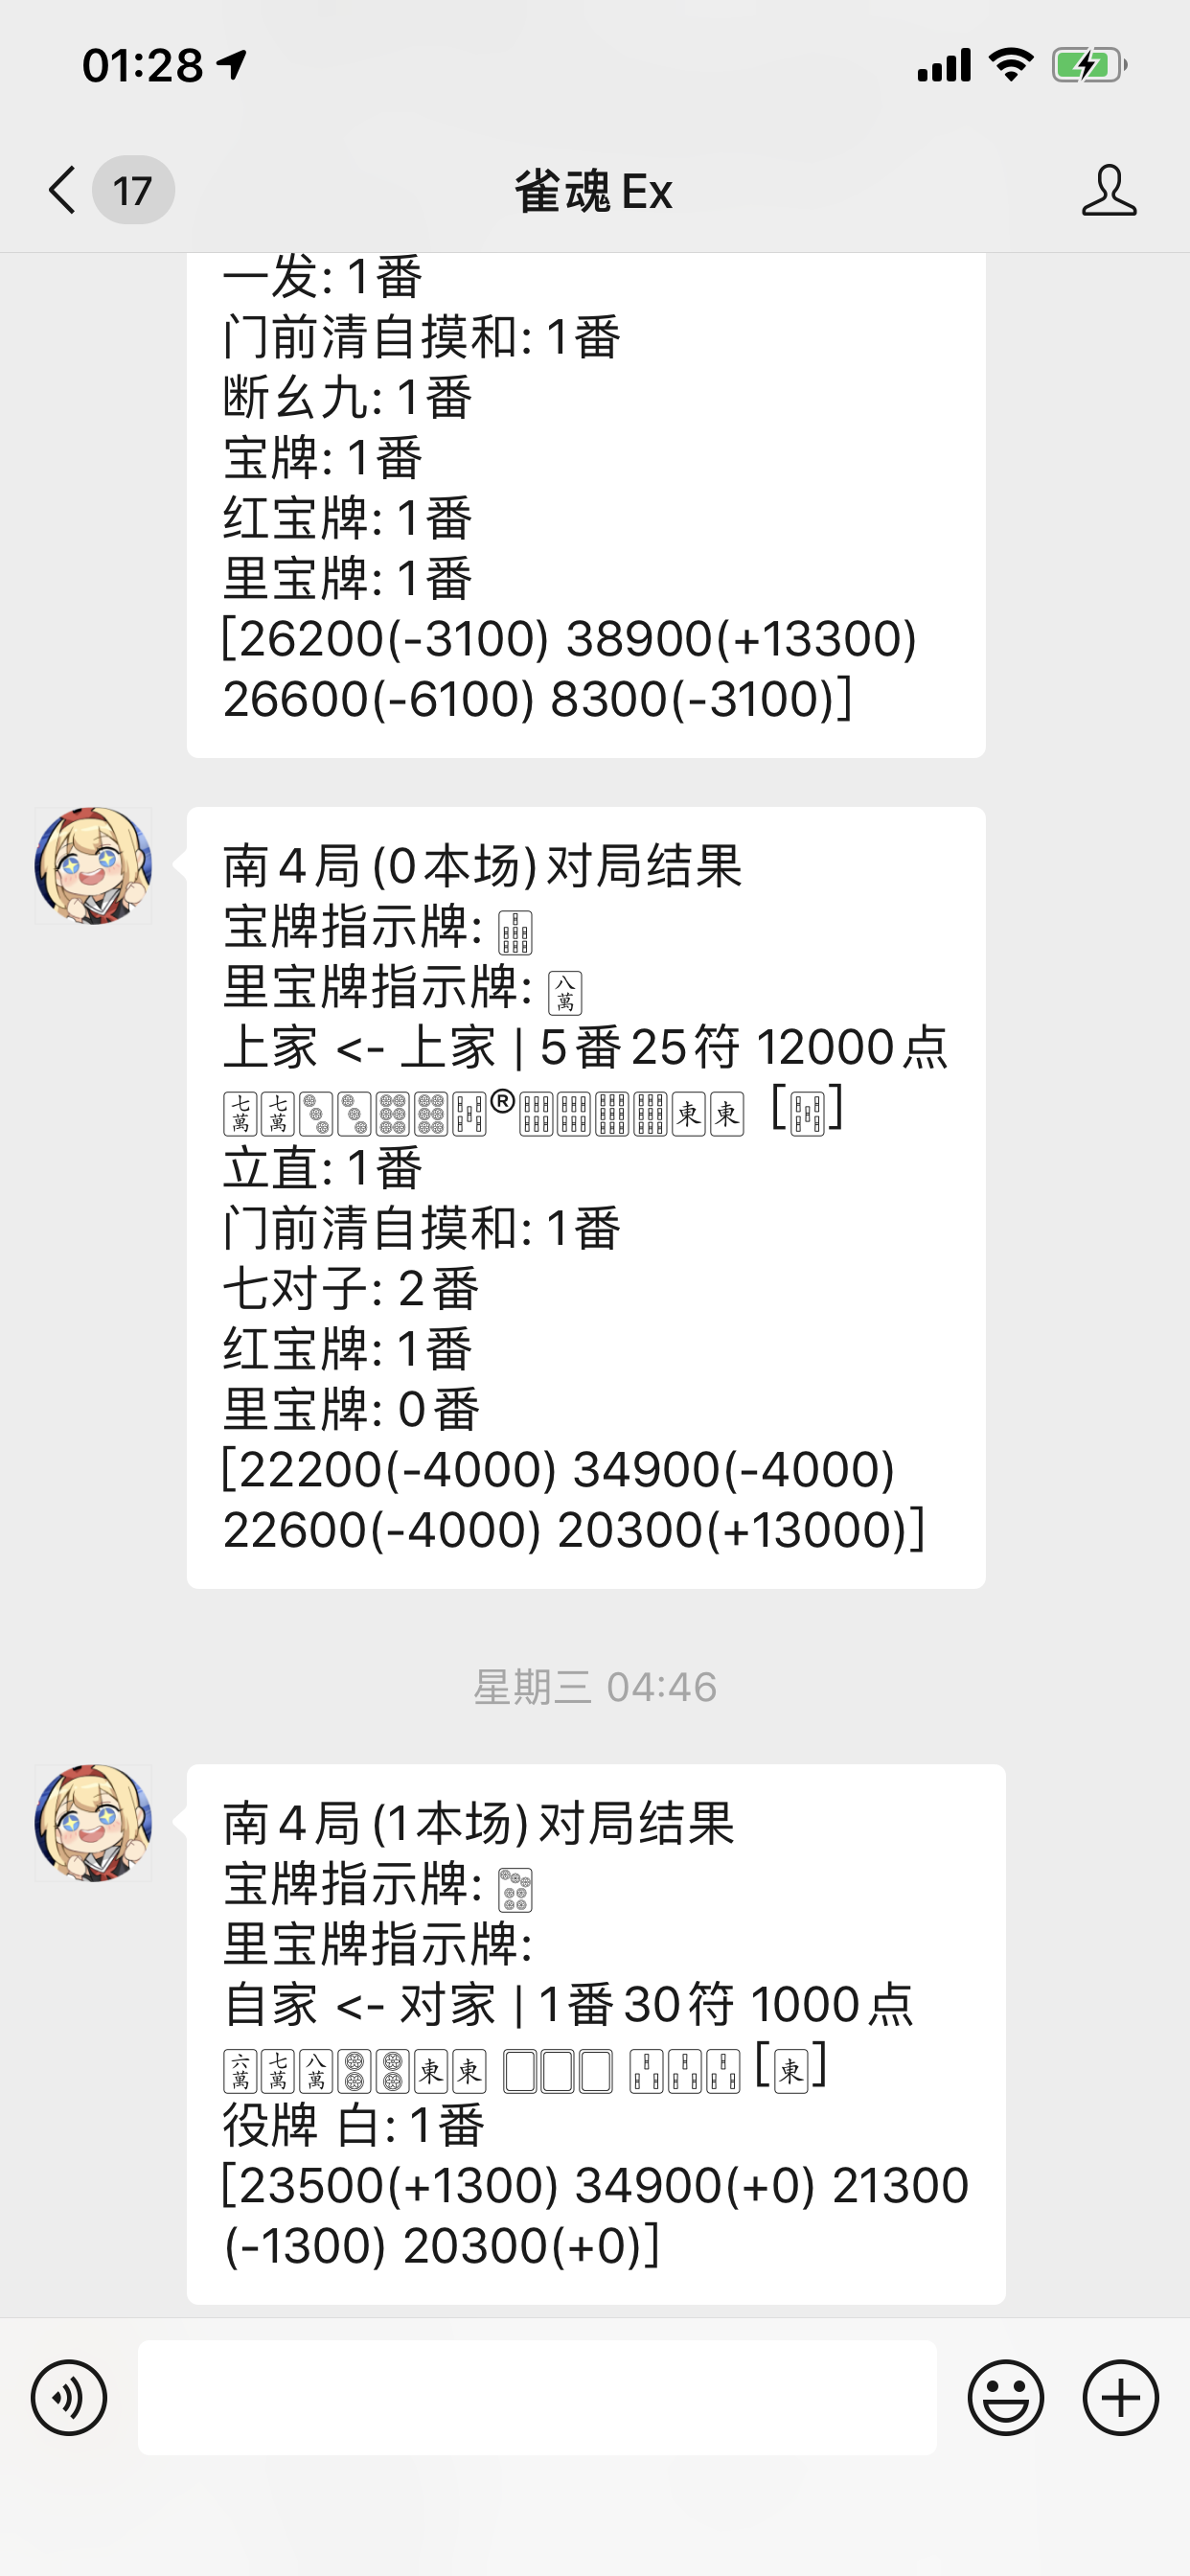 01:28
17
雀魂 Ex
一发: 1番
门前清自摸和: 1番
断幺九: 1番
宝牌: 1番
红宝牌: 1番
里宝牌: 1番
[26200(-3100) 38900(+13300)
26600(-6100) 8300(-3100)]
南4局(0本场)对局结果
宝牌指示牌: 🀖
里宝牌指示牌: 🀎
上家 <- 上家 | 5番25符 12000点
🀍🀍🀛🀛🀞🀞🀔®🀕🀕🀘🀘🀀🀀 [🀔]
立直: 1番
门前清自摸和: 1番
七对子: 2番
红宝牌: 1番
里宝牌: 0番
[22200(-4000) 34900(-4000)
22600(-4000) 20300(+13000)]
星期三 04:46
南4局(1本场)对局结果
宝牌指示牌: 🀟
里宝牌指示牌:
自家 <- 对家 | 1番30符 1000点
🀌🀍🀎🀚🀚🀀🀀 🀆🀆🀆 🀒🀒🀒 [🀀]
役牌 白: 1番
[23500(+1300) 34900(+0) 21300
(-1300) 20300(+0)]